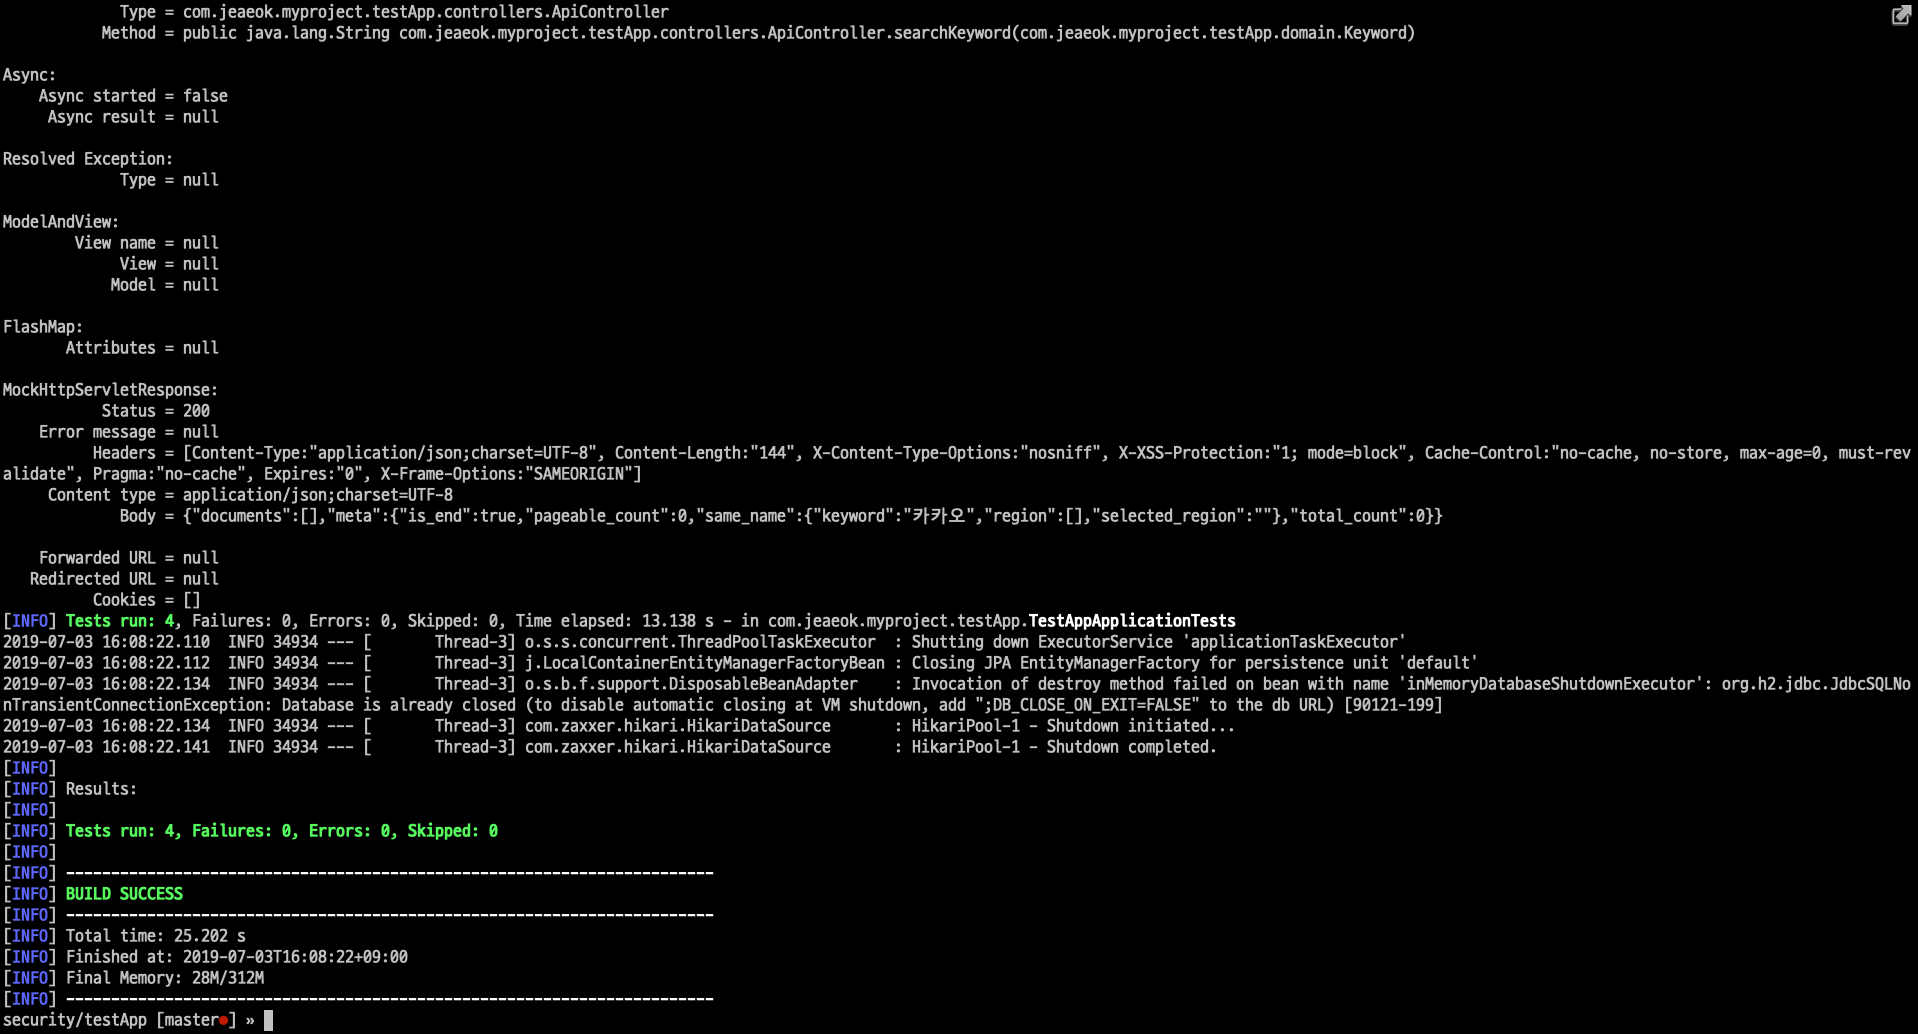 Type = com.jeaeok.myproject.testApp.controllers.ApiController
Method = public java.lang.String com.jeaeok.myproject.testApp.controllers.ApiController.searchKeyword(com.jeaeok.myproject.testApp.domain.Keyword)
Async:
Async started = false
Async result = null
Resolved Exception:
Type = null
ModelAndView:
View name = null
View = null
Model = null
FlashMap:
Attributes = null
MockHttpServletResponse:
Status = 200
Error message = null
Headers = [Content-Type:"application/json;charset=UTF-8", Content-Length:"144", X-Content-Type-Options:"nosniff", X-XSS-Protection:"1; mode=block", Cache-Control:"no-cache, no-store, max-age=0, must-rev
alidate", Pragma:"no-cache", Expires:"0", X-Frame-Options:"SAMEORIGIN"]
Content type = application/json;charset=UTF-8
Body = {"documents":[],"meta":{"is_end":true,"pageable_count":0,"same_name":{"keyword":"카카오","region":[],"selected_region":""},"total_count":0}}
Forwarded URL = null
Redirected URL = null
Cookies = []
[INFO] Tests run: 4, Failures: 0, Errors: 0, Skipped: 0, Time elapsed: 13.138 s - in com.jeaeok.myproject.testApp.TestAppApplicationTests
2019-07-03 16:08:22.110  INFO 34934 --- [       Thread-3] o.s.s.concurrent.ThreadPoolTaskExecutor  : Shutting down ExecutorService 'applicationTaskExecutor'
2019-07-03 16:08:22.112  INFO 34934 --- [       Thread-3] j.LocalContainerEntityManagerFactoryBean : Closing JPA EntityManagerFactory for persistence unit 'default'
2019-07-03 16:08:22.134  INFO 34934 --- [       Thread-3] o.s.b.f.support.DisposableBeanAdapter    : Invocation of destroy method failed on bean with name 'inMemoryDatabaseShutdownExecutor': org.h2.jdbc.JdbcSQLNo
nTransientConnectionException: Database is already closed (to disable automatic closing at VM shutdown, add ";DB_CLOSE_ON_EXIT=FALSE" to the db URL) [90121-199]
2019-07-03 16:08:22.134  INFO 34934 --- [       Thread-3] com.zaxxer.hikari.HikariDataSource       : HikariPool-1 - Shutdown initiated...
2019-07-03 16:08:22.141  INFO 34934 --- [       Thread-3] com.zaxxer.hikari.HikariDataSource       : HikariPool-1 - Shutdown completed.
[INFO]
[INFO] Results:
[INFO]
[INFO] Tests run: 4, Failures: 0, Errors: 0, Skipped: 0
[INFO]
[INFO] ------------------------------------------------------------------------
[INFO] BUILD SUCCESS
[INFO] ------------------------------------------------------------------------
[INFO] Total time: 25.202 s
[INFO] Finished at: 2019-07-03T16:08:22+09:00
[INFO] Final Memory: 28M/312M
[INFO] ------------------------------------------------------------------------
security/testApp [master●] »